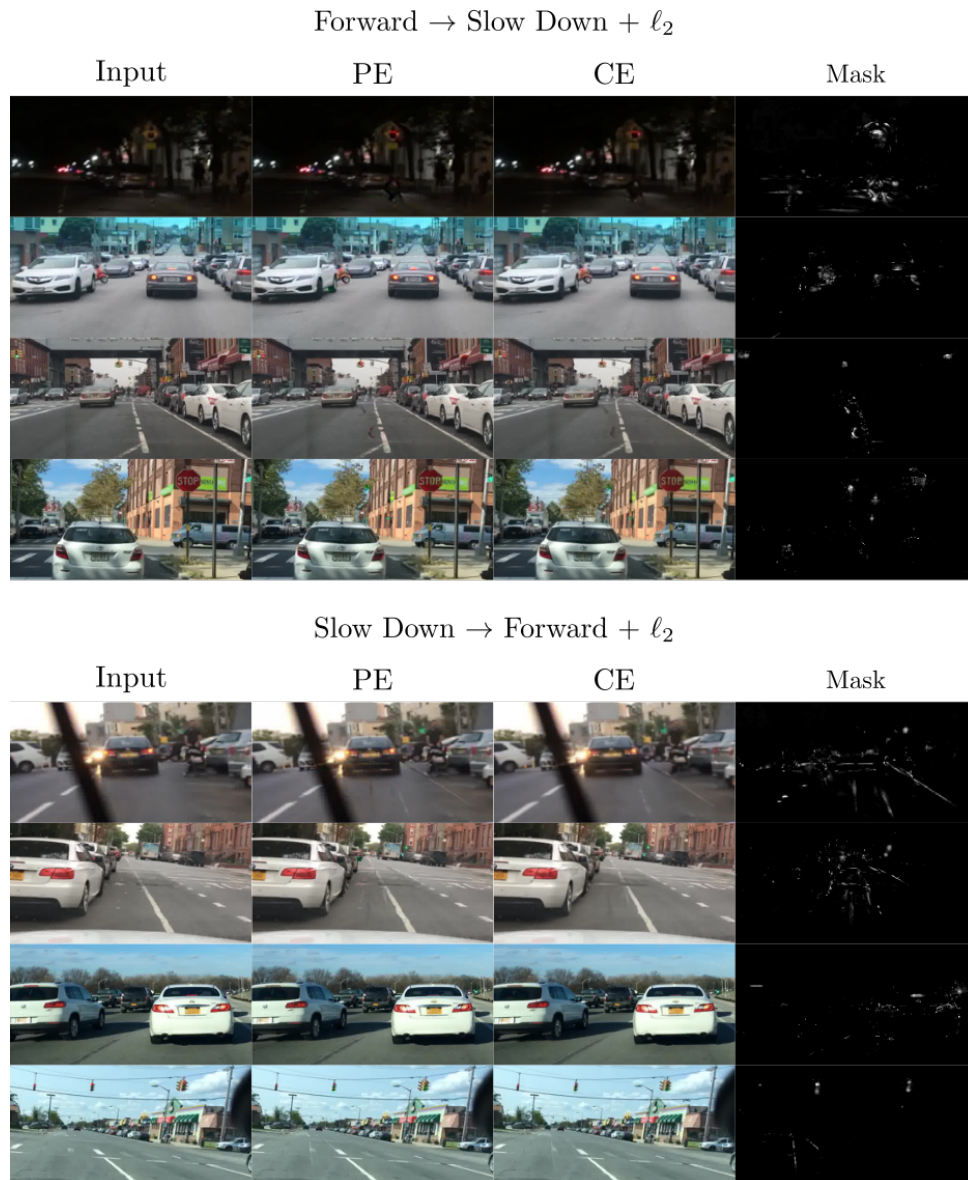 Forward → Slow Down + ℓ₂
Input PE CE Mask
STOP STOP STOP
Slow Down → Forward + ℓ₂
Input PE CE Mask